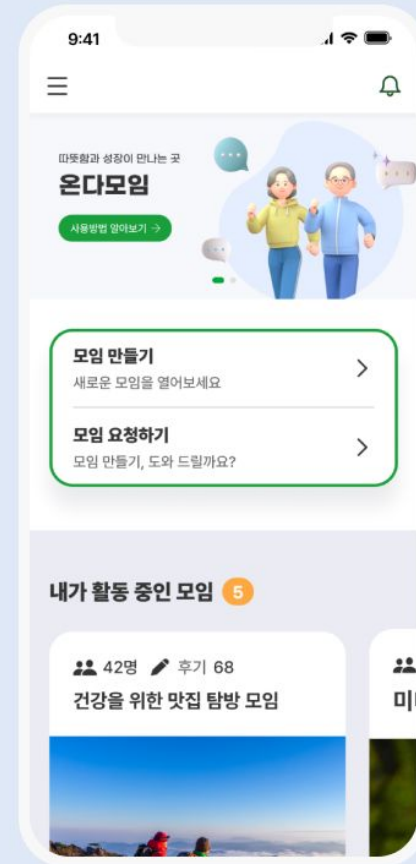 9:41
따뜻함과 성장이 만나는 곳
온다모임
사용방법 알아보기 →
모임 만들기
새로운 모임을 열어보세요
모임 요청하기
모임 만들기, 도와 드릴까요?
내가 활동 중인 모임 5
42명 후기 68
건강을 위한 맛집 탐방 모임